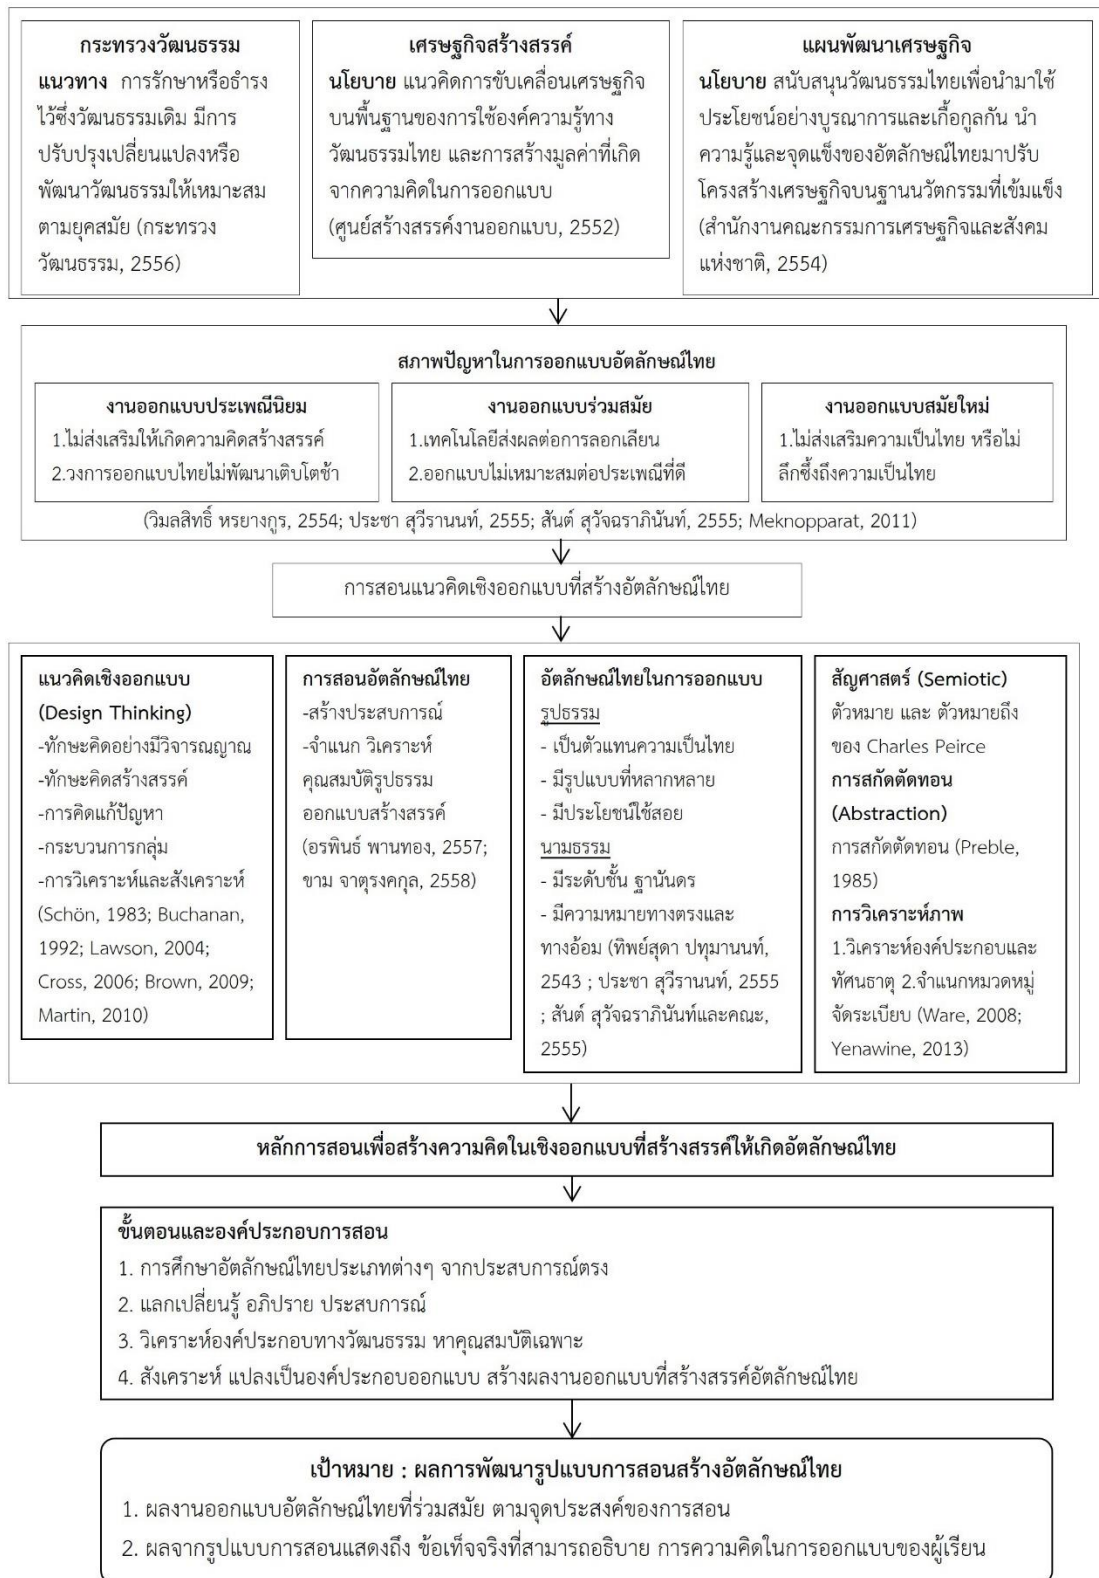 กระทรวงวัฒนธรรม
แนวทาง การรักษาหรือธำรง
ไว้ซึ่งวัฒนธรรมเดิม มีการ
ปรับปรุงเปลี่ยนแปลงหรือ
พัฒนาวัฒนธรรมให้เหมาะสม
ตามยุคสมัย (กระทรวง
วัฒนธรรม, 2556)
เศรษฐกิจสร้างสรรค์
นโยบาย แนวคิดการขับเคลื่อนเศรษฐกิจ
บนพื้นฐานของการใช้องค์ความรู้ทาง
วัฒนธรรมไทย และการสร้างมูลค่าที่เกิด
จากความคิดในการออกแบบ
(ศูนย์สร้างสรรค์งานออกแบบ, 2552)
แผนพัฒนาเศรษฐกิจ
นโยบาย สนับสนุนวัฒนธรรมไทยเพื่อนำมาใช้
ประโยชน์อย่างบูรณาการและเกื้อกูลกัน นำ
ความรู้และจุดแข็งของอัตลักษณ์ไทยมาปรับ
โครงสร้างเศรษฐกิจบนฐานนวัตกรรมที่เข้มแข็ง
(สำนักงานคณะกรรมการเศรษฐกิจและสังคม
แห่งชาติ, 2554)
สภาพปัญหาในการออกแบบอัตลักษณ์ไทย
งานออกแบบประเพณีนิยม
1.ไม่ส่งเสริมให้เกิดความคิดสร้างสรรค์
2.วงการออกแบบไทยไม่พัฒนาเติบโตช้า
งานออกแบบร่วมสมัย
1.เทคโนโลยีส่งผลต่อการลอกเลียน
2.ออกแบบไม่เหมาะสมต่อประเพณีที่ดี
งานออกแบบสมัยใหม่
1.ไม่ส่งเสริมความเป็นไทย หรือไม่
ลึกซึ้งถึงความเป็นไทย
(วิมลสิทธิ์ หรยางกูร, 2554; ประชา สุวีรานนท์, 2555; สันต์ สุวัจฉราภินันท์, 2555; Meknopparat, 2011)
การสอนแนวคิดเชิงออกแบบที่สร้างอัตลักษณ์ไทย
แนวคิดเชิงออกแบบ
(Design Thinking)
-ทักษะคิดอย่างมีวิจารณญาณ
-ทักษะคิดสร้างสรรค์
-การคิดแก้ปัญหา
-กระบวนการกลุ่ม
-การวิเคราะห์และสังเคราะห์
(Schön, 1983; Buchanan,
1992; Lawson, 2004;
Cross, 2006; Brown, 2009;
Martin, 2010)
การสอนอัตลักษณ์ไทย
-สร้างประสบการณ์
-จำแนก วิเคราะห์
คุณสมบัติรูปธรรม
ออกแบบสร้างสรรค์
(อรพินธ์ พานทอง, 2557;
ขาม จาตุรงคกุล, 2558)
อัตลักษณ์ไทยในการออกแบบ
รูปธรรม
- เป็นตัวแทนความเป็นไทย
- มีรูปแบบที่หลากหลาย
- มีประโยชน์ใช้สอย
นามธรรม
- มีระดับชั้น ฐานันดร
- มีความหมายทางตรงและ
ทางอ้อม (ทิพย์สุดา ปทุมานนท์,
2543 ; ประชา สุวีรานนท์, 2555
; สันต์ สุวัจฉราภินันท์และคณะ,
2555)
สัญศาสตร์ (Semiotic)
ตัวหมาย และ ตัวหมายถึง
ของ Charles Peirce
การสกัดตัดทอน
(Abstraction)
การสกัดตัดทอน (Preble,
1985)
การวิเคราะห์ภาพ
1.วิเคราะห์องค์ประกอบและ
ทัศนธาตุ 2.จำแนกหมวดหมู่
จัดระเบียบ (Ware, 2008;
Yenawine, 2013)
หลักการสอนเพื่อสร้างความคิดในเชิงออกแบบที่สร้างสรรค์ให้เกิดอัตลักษณ์ไทย
ขั้นตอนและองค์ประกอบการสอน
1. การศึกษาอัตลักษณ์ไทยประเภทต่างๆ จากประสบการณ์ตรง
2. แลกเปลี่ยนรู้ อภิปราย ประสบการณ์
3. วิเคราะห์องค์ประกอบทางวัฒนธรรม หาคุณสมบัติเฉพาะ
4. สังเคราะห์ แปลงเป็นองค์ประกอบออกแบบ สร้างผลงานออกแบบที่สร้างสรรค์อัตลักษณ์ไทย
เป้าหมาย : ผลการพัฒนารูปแบบการสอนสร้างอัตลักษณ์ไทย
1. ผลงานออกแบบอัตลักษณ์ไทยที่ร่วมสมัย ตามจุดประสงค์ของการสอน
2. ผลจากรูปแบบการสอนแสดงถึง ข้อเท็จจริงที่สามารถอธิบาย การความคิดในการออกแบบของผู้เรียน